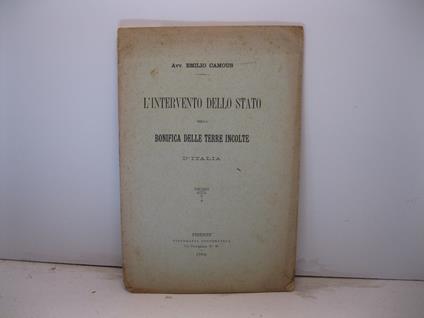 Avv. EMILIO CAMOUS
L'INTERVENTO DELLO STATO
NELLA
BONIFICA DELLE TERRE INCOLTE
D'ITALIA
FIRENZE
TIPOGRAFIA COOPERATIVA